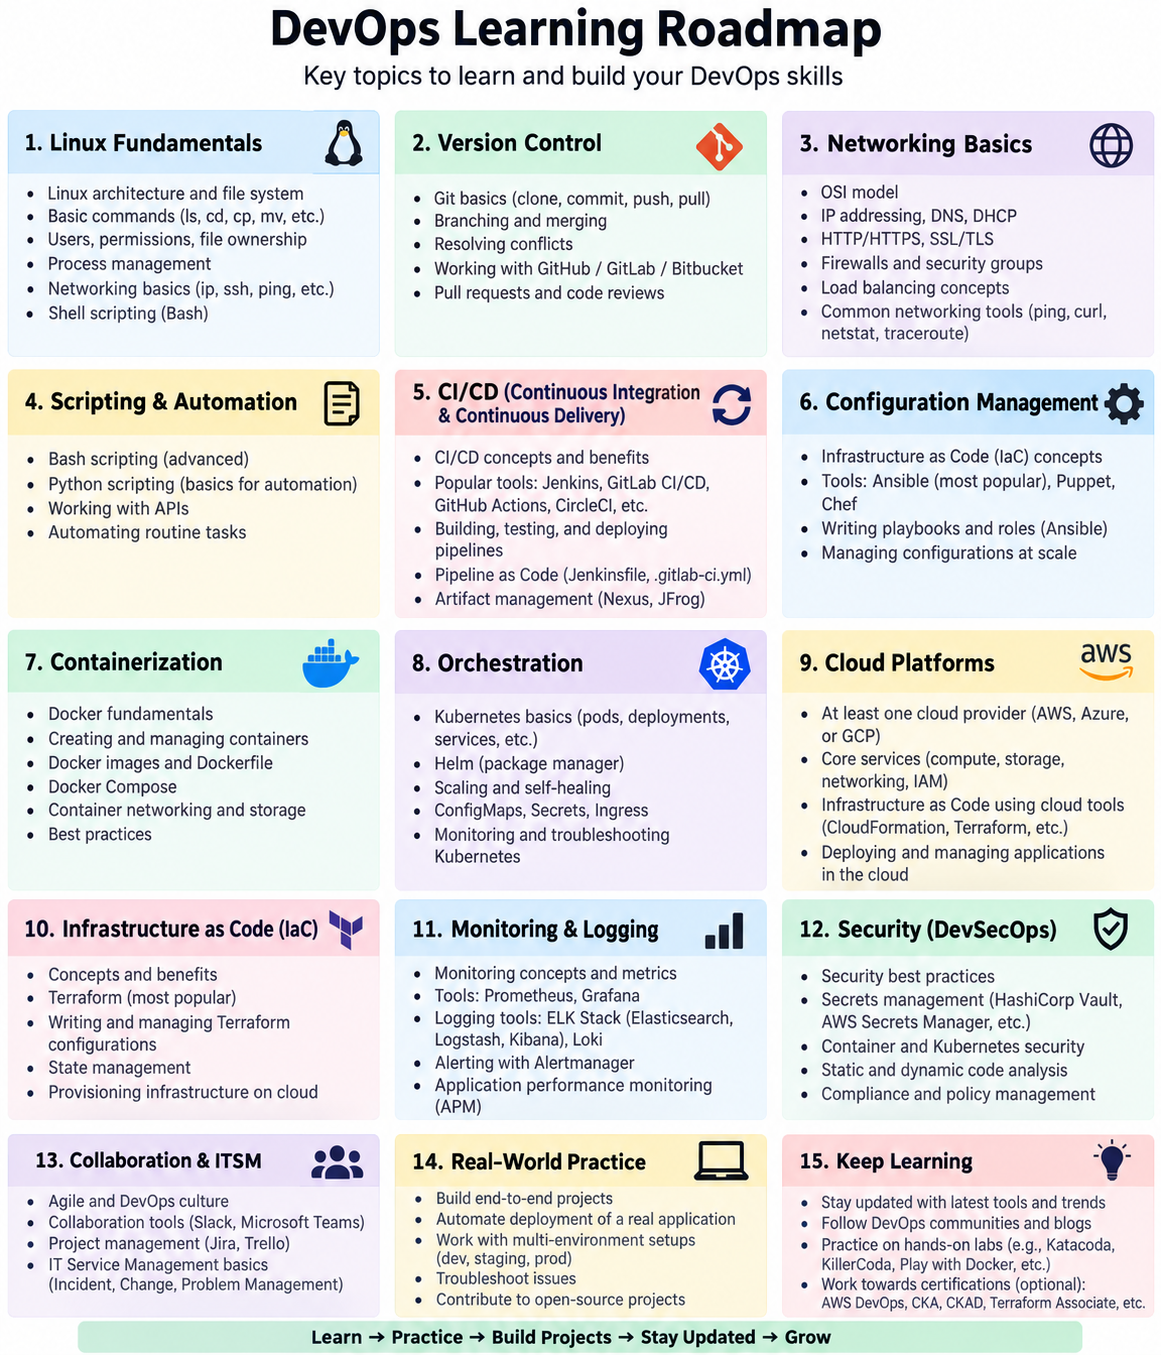 DevOps Learning Roadmap
Key topics to learn and build your DevOps skills
1. Linux Fundamentals
• Linux architecture and file system
• Basic commands (ls, cd, cp, mv, etc.)
• Users, permissions, file ownership
• Process management
• Networking basics (ip, ssh, ping, etc.)
• Shell scripting (Bash)
2. Version Control
• Git basics (clone, commit, push, pull)
• Branching and merging
• Resolving conflicts
• Working with GitHub / GitLab / Bitbucket
• Pull requests and code reviews
3. Networking Basics
• OSI model
• IP addressing, DNS, DHCP
• HTTP/HTTPS, SSL/TLS
• Firewalls and security groups
• Load balancing concepts
• Common networking tools (ping, curl,
netstat, traceroute)
4. Scripting & Automation
• Bash scripting (advanced)
• Python scripting (basics for automation)
• Working with APIs
• Automating routine tasks
5. CI/CD (Continuous Integration
& Continuous Delivery)
• CI/CD concepts and benefits
• Popular tools: Jenkins, GitLab CI/CD,
GitHub Actions, CircleCI, etc.
• Building, testing, and deploying
pipelines
• Pipeline as Code (Jenkinsfile, .gitlab-ci.yml)
• Artifact management (Nexus, JFrog)
6. Configuration Management
• Infrastructure as Code (IaC) concepts
• Tools: Ansible (most popular), Puppet,
Chef
• Writing playbooks and roles (Ansible)
• Managing configurations at scale
7. Containerization
• Docker fundamentals
• Creating and managing containers
• Docker images and Dockerfile
• Docker Compose
• Container networking and storage
• Best practices
8. Orchestration
• Kubernetes basics (pods, deployments,
services, etc.)
• Helm (package manager)
• Scaling and self-healing
• ConfigMaps, Secrets, Ingress
• Monitoring and troubleshooting
Kubernetes
9. Cloud Platforms
aws
• At least one cloud provider (AWS, Azure,
or GCP)
• Core services (compute, storage,
networking, IAM)
• Infrastructure as Code using cloud tools
(CloudFormation, Terraform, etc.)
• Deploying and managing applications
in the cloud
10. Infrastructure as Code (IaC)
• Concepts and benefits
• Terraform (most popular)
• Writing and managing Terraform
configurations
• State management
• Provisioning infrastructure on cloud
11. Monitoring & Logging
• Monitoring concepts and metrics
• Tools: Prometheus, Grafana
• Logging tools: ELK Stack (Elasticsearch,
Logstash, Kibana), Loki
• Alerting with Alertmanager
• Application performance monitoring
(APM)
12. Security (DevSecOps)
• Security best practices
• Secrets management (HashiCorp Vault,
AWS Secrets Manager, etc.)
• Container and Kubernetes security
• Static and dynamic code analysis
• Compliance and policy management
13. Collaboration & ITSM
• Agile and DevOps culture
• Collaboration tools (Slack, Microsoft Teams)
• Project management (Jira, Trello)
• IT Service Management basics
(Incident, Change, Problem Management)
14. Real-World Practice
• Build end-to-end projects
• Automate deployment of a real application
• Work with multi-environment setups
(dev, staging, prod)
• Troubleshoot issues
• Contribute to open-source projects
15. Keep Learning
• Stay updated with latest tools and trends
• Follow DevOps communities and blogs
• Practice on hands-on labs (e.g., Katacoda,
KillerCoda, Play with Docker, etc.)
• Work towards certifications (optional):
AWS DevOps, CKA, CKAD, Terraform Associate, etc.
Learn → Practice → Build Projects → Stay Updated → Grow